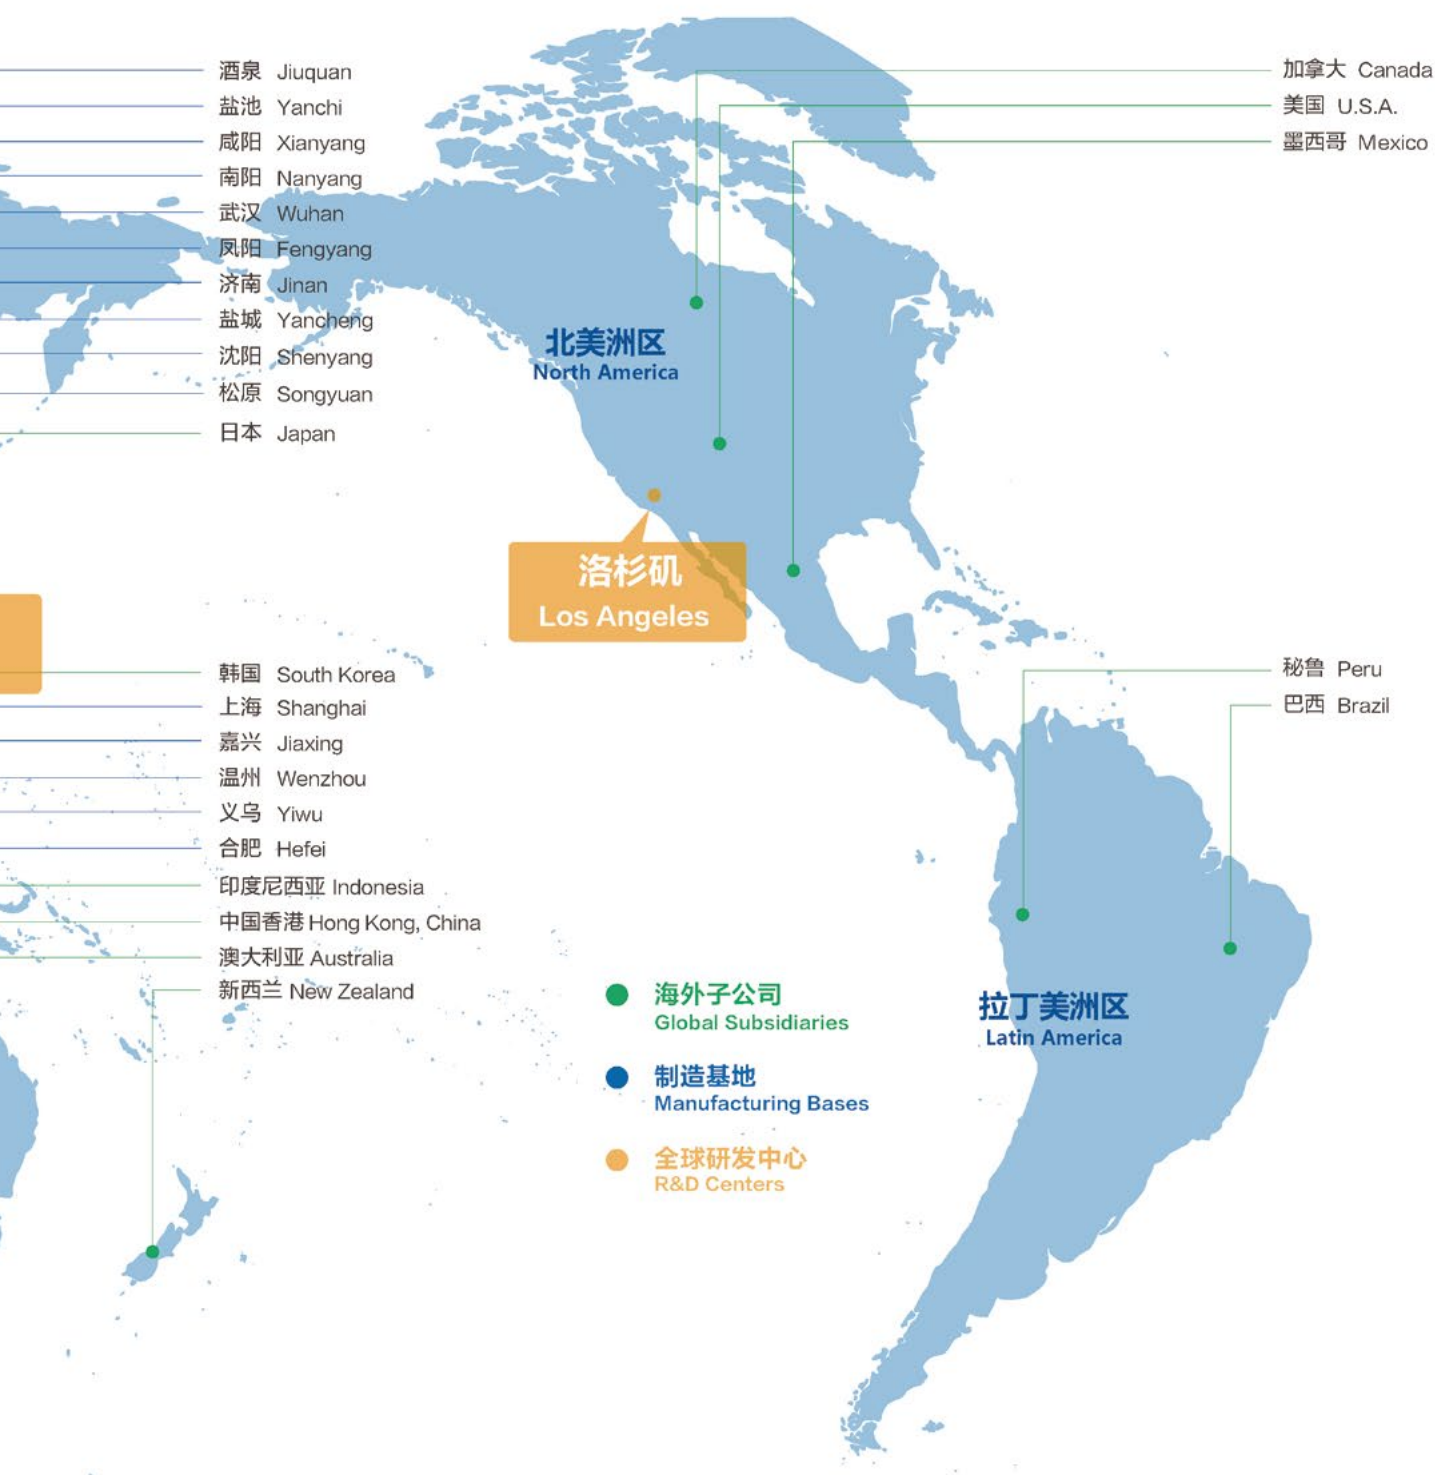 酒泉 Jiuquan
盐池 Yanchi
咸阳 Xianyang
南阳 Nanyang
武汉 Wuhan
凤阳 Fengyang
济南 Jinan
盐城 Yancheng
沈阳 Shenyang
松原 Songyuan
日本 Japan
加拿大 Canada
美国 U.S.A.
墨西哥 Mexico
北美洲区
North America
洛杉矶
Los Angeles
韩国 South Korea
上海 Shanghai
嘉兴 Jiaxing
温州 Wenzhou
义乌 Yiwu
合肥 Hefei
印度尼西亚 Indonesia
中国香港 Hong Kong, China
澳大利亚 Australia
新西兰 New Zealand
秘鲁 Peru
巴西 Brazil
拉丁美洲区
Latin America
海外子公司
Global Subsidiaries
制造基地
Manufacturing Bases
全球研发中心
R&D Centers